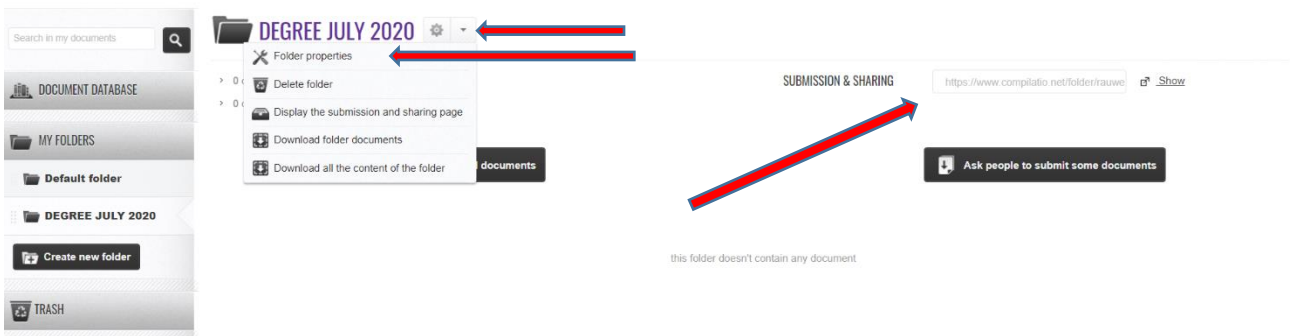 Search in my documents
DOCUMENT DATABASE
MY FOLDERS
Default folder
DEGREE JULY 2020
Create new folder
TRASH
DEGREE JULY 2020
Folder properties
Delete folder
Display the submission and sharing page
Download folder documents
Download all the content of the folder
> 0
> 0
documents
SUBMISSION & SHARING
https://www.compilatio.net/folder/rauwe
Show
Ask people to submit some documents
this folder doesn't contain any document